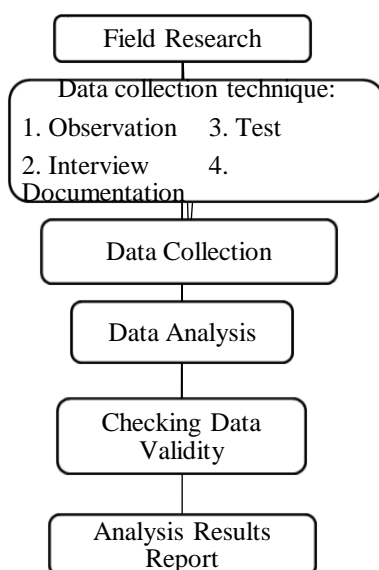 Field Research
Data collection technique:
1. Observation 3. Test
2. Interview 4.
Documentation
Data Collection
Data Analysis
Checking Data
Validity
Analysis Results
Report